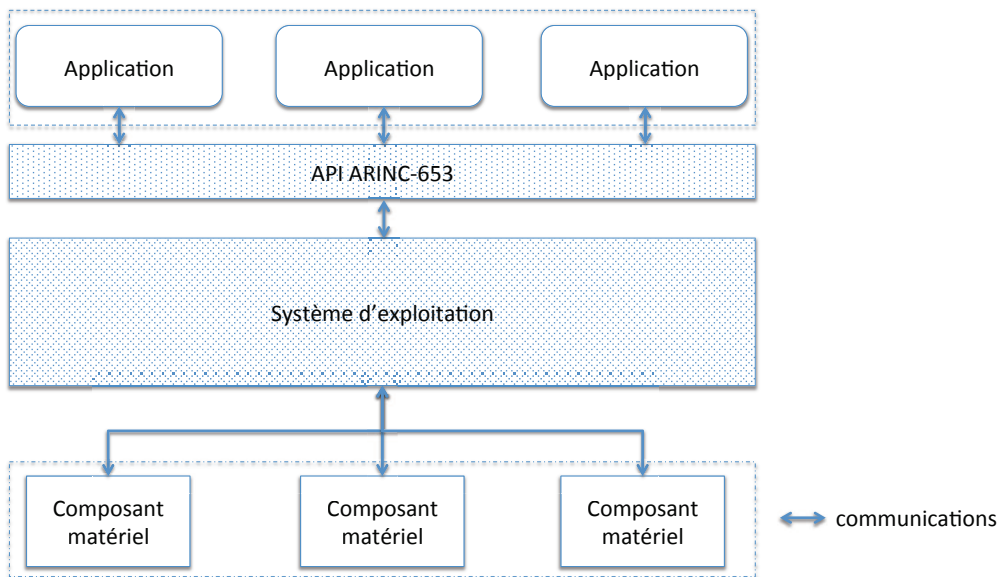 Application
Application
Application
API ARINC-653
Système d'exploitation
Composant
matériel
Composant
matériel
Composant
matériel
communications